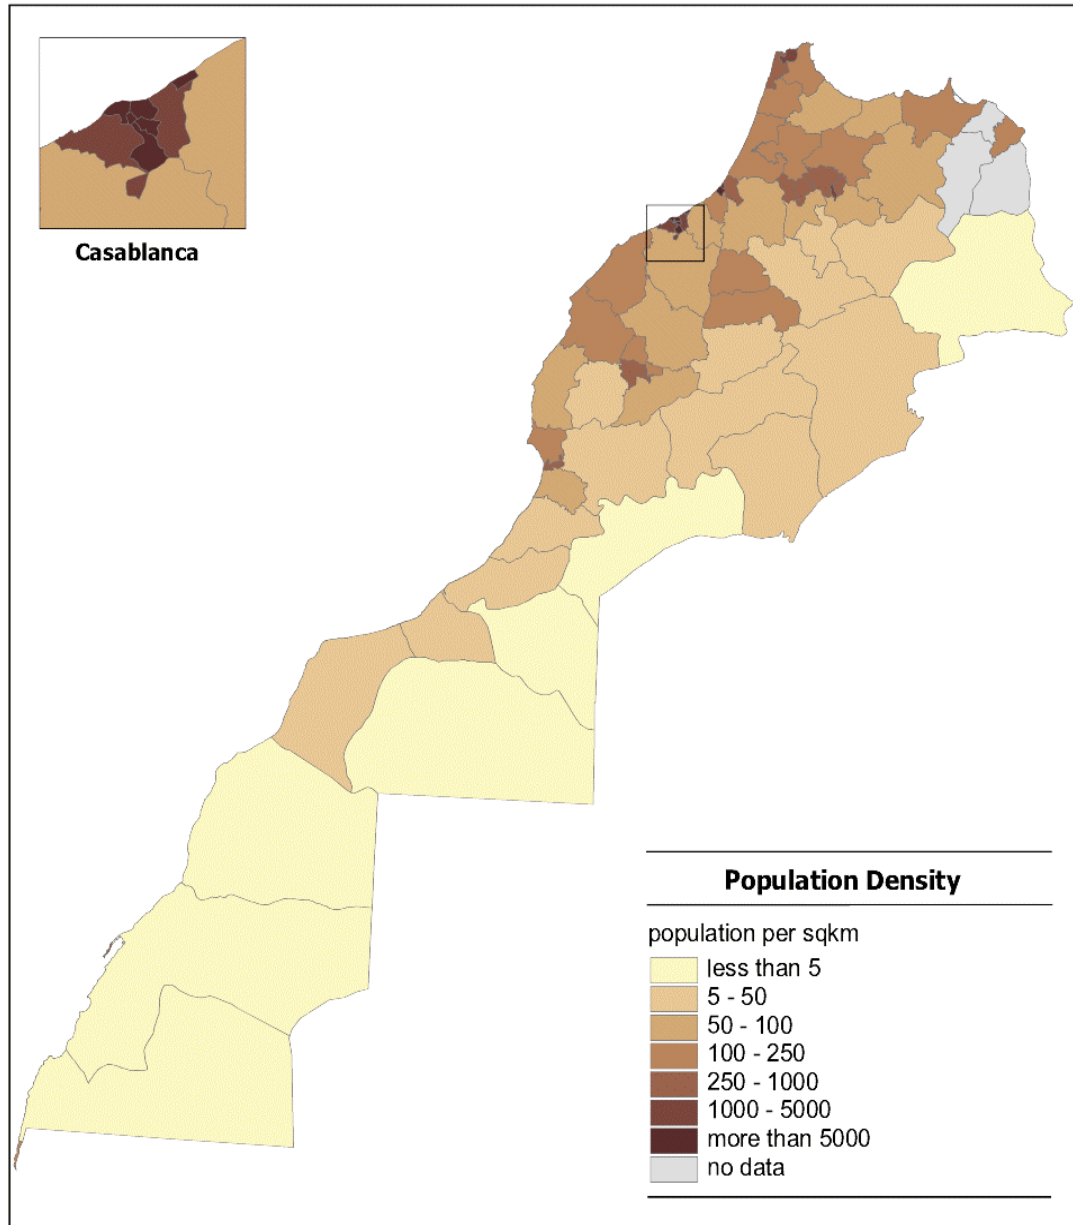 Casablanca
Population Density
population per sqkm
less than 5
5 - 50
50 - 100
100 - 250
250 - 1000
1000 - 5000
more than 5000
no data